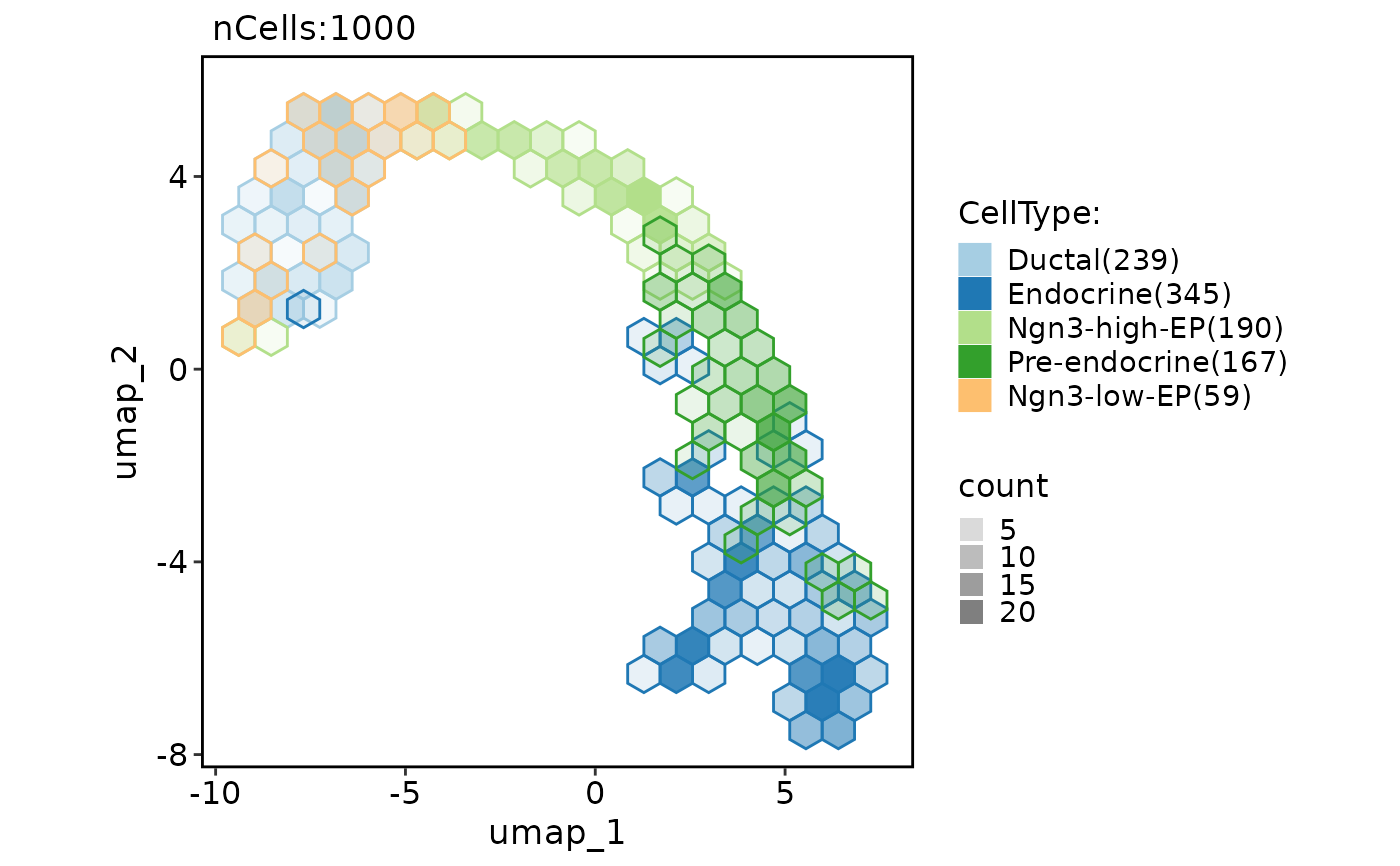 nCells:1000
umap_2
4
0
-4
-8
-10
-5
0
5
umap_1
CellType:
Ductal(239)
Endocrine(345)
Ngn3-high-EP(190)
Pre-endocrine(167)
Ngn3-low-EP(59)
count
5
10
15
20